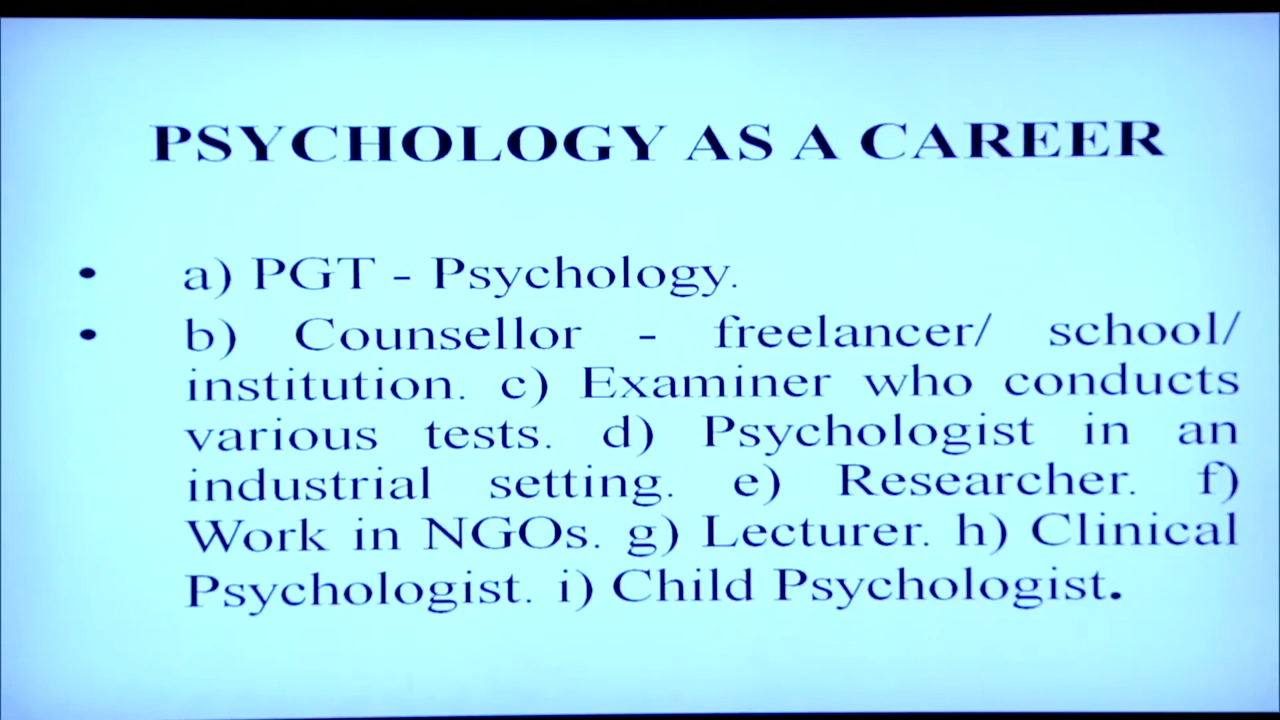 PSYCHOLOGY AS A CAREER
• a) PGT - Psychology.
• b) Counsellor - freelancer/ school/
institution. c) Examiner who conducts
various tests. d) Psychologist in an
industrial setting. e) Researcher. f)
Work in NGOs. g) Lecturer. h) Clinical
Psychologist. i) Child Psychologist.